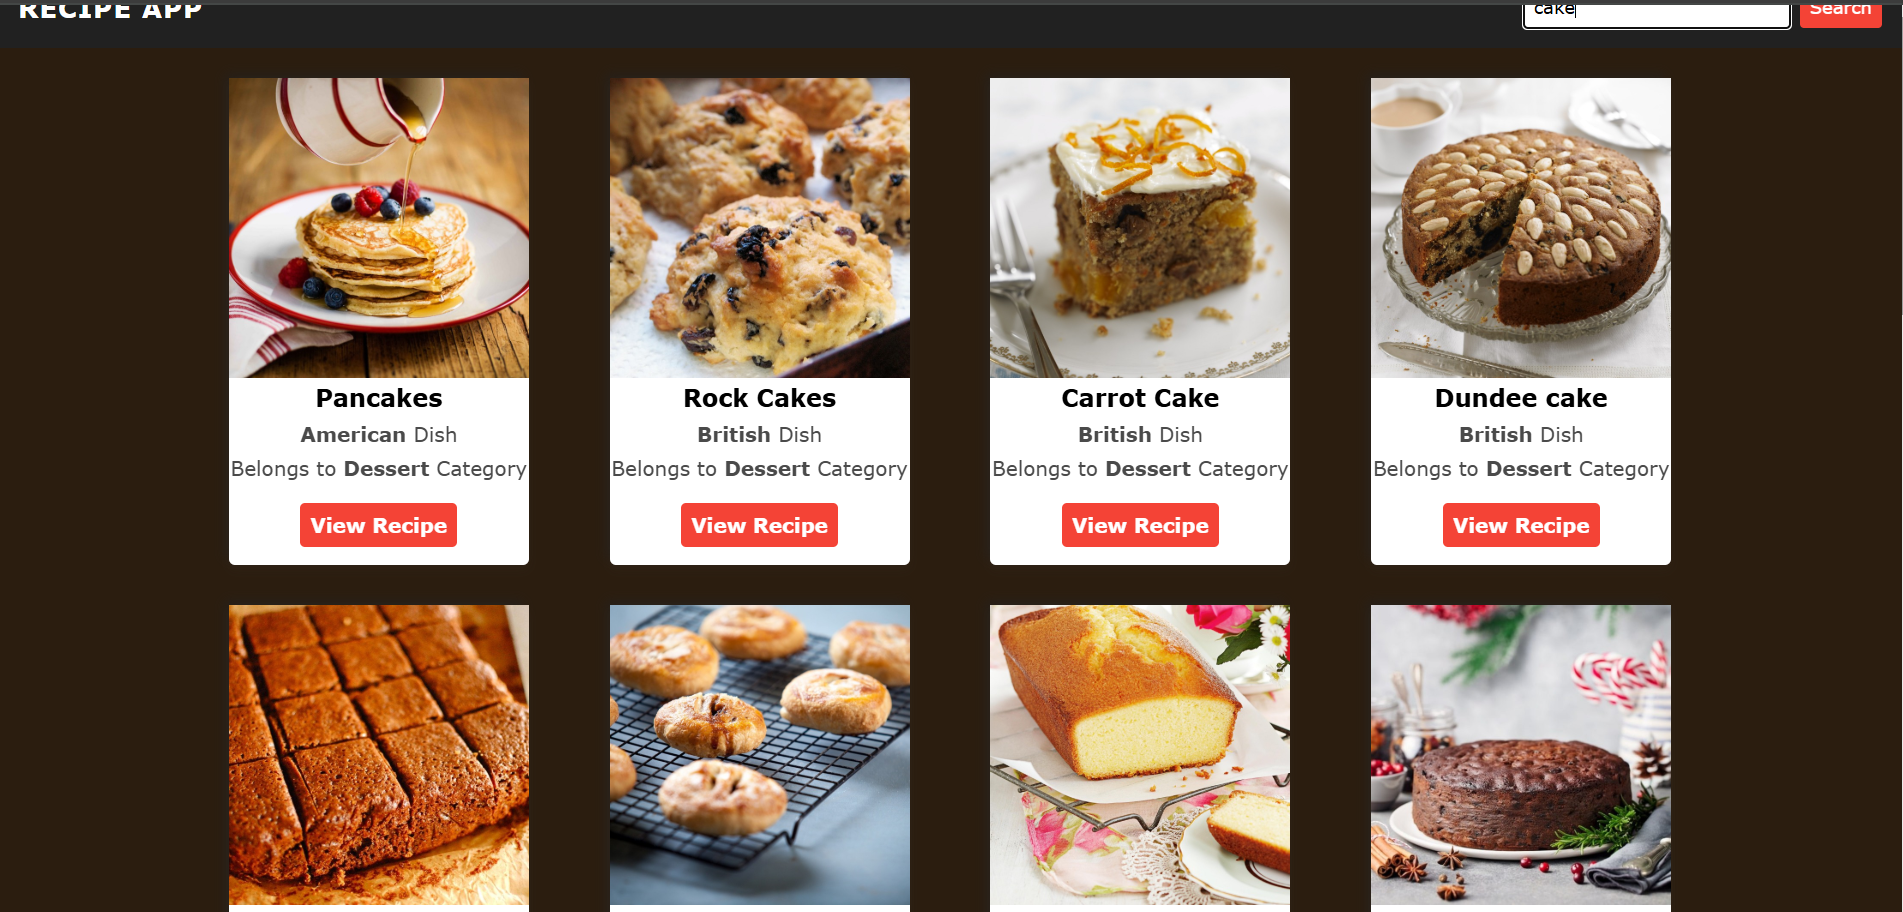 RECIPE APP
cake
Search
Pancakes
American Dish
Belongs to Dessert Category
View Recipe
Rock Cakes
British Dish
Belongs to Dessert Category
View Recipe
Carrot Cake
British Dish
Belongs to Dessert Category
View Recipe
Dundee cake
British Dish
Belongs to Dessert Category
View Recipe